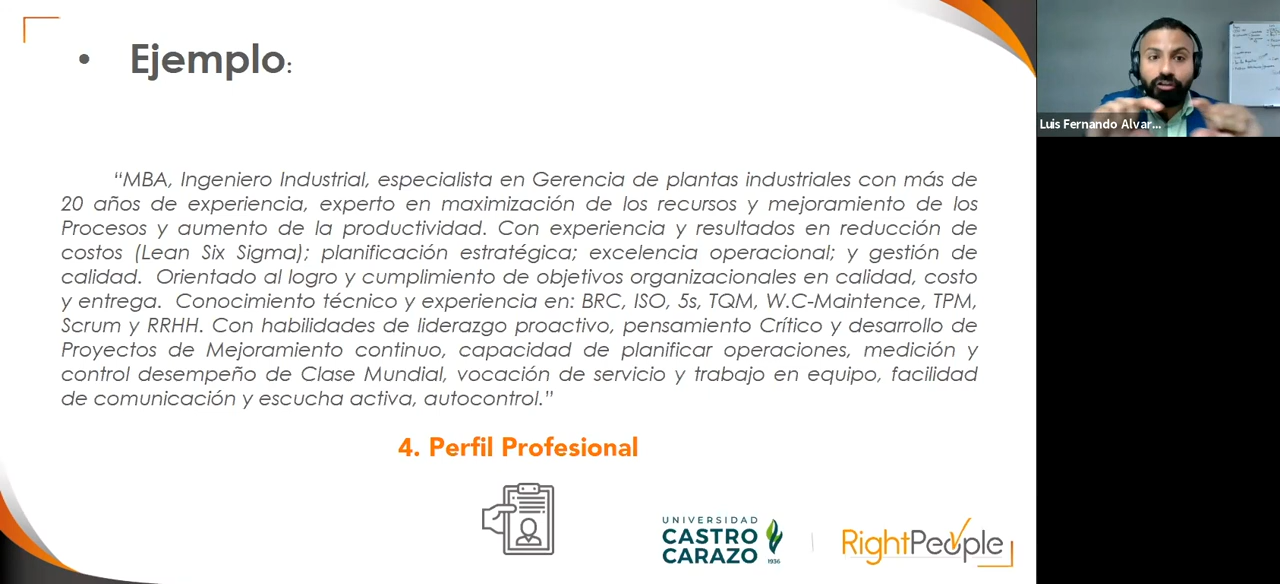 • Ejemplo:
“MBA, Ingeniero Industrial, especialista en Gerencia de plantas industriales con más de
20 años de experiencia, experto en maximización de los recursos y mejoramiento de los
Procesos y aumento de la productividad. Con experiencia y resultados en reducción de
costos (Lean Six Sigma); planificación estratégica; excelencia operacional; y gestión de
calidad. Orientado al logro y cumplimiento de objetivos organizacionales en calidad, costo
y entrega. Conocimiento técnico y experiencia en: BRC, ISO, 5s, TQM, W.C-Maintence, TPM,
Scrum y RRHH. Con habilidades de liderazgo proactivo, pensamiento Crítico y desarrollo de
Proyectos de Mejoramiento continuo, capacidad de planificar operaciones, medición y
control desempeño de Clase Mundial, vocación de servicio y trabajo en equipo, facilidad
de comunicación y escucha activa, autocontrol.”
4. Perfil Profesional
UNIVERSIDAD
CASTRO
CARAZO
1936
RightPeople
Luis Fernando Alvar...